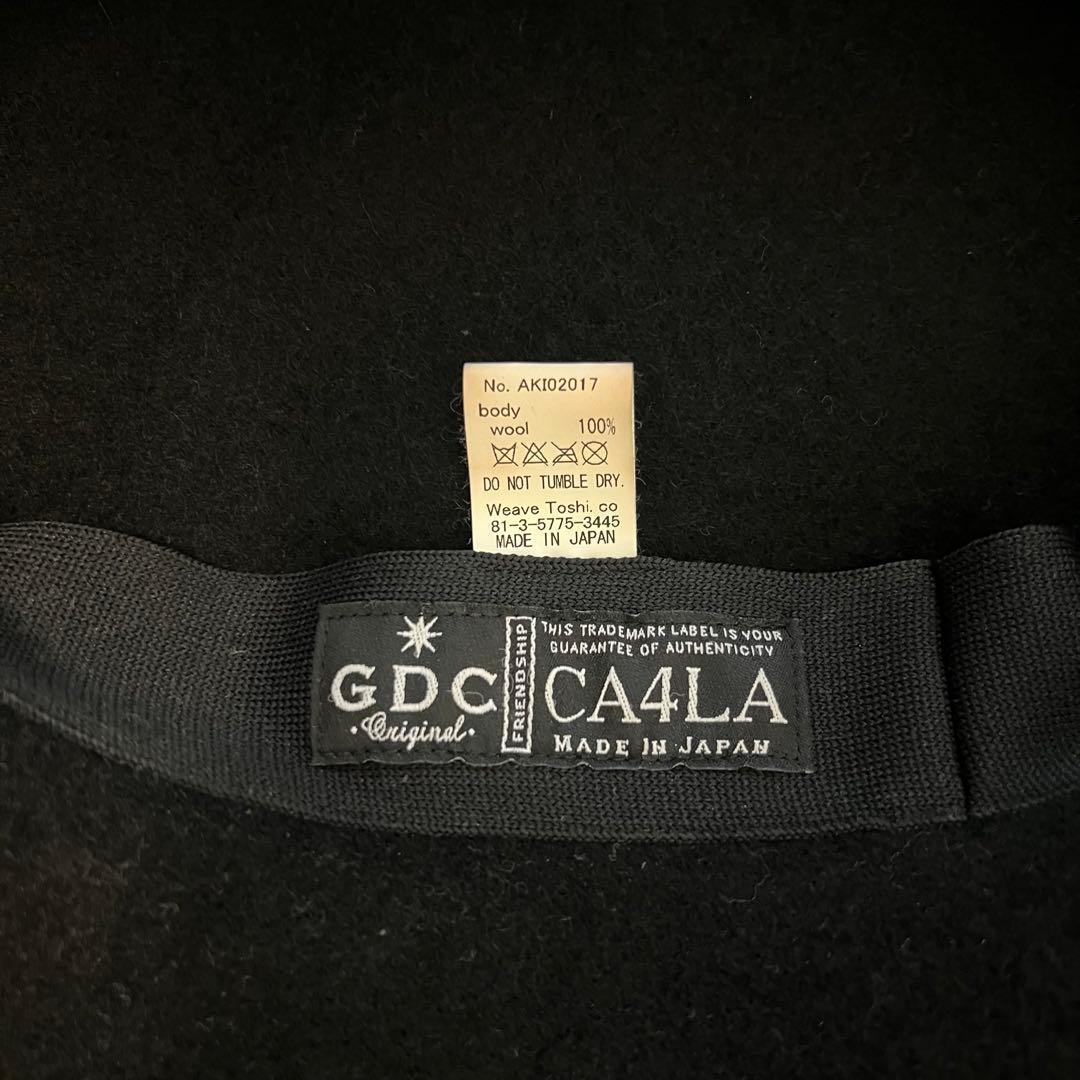 No. AKI02017
body
wool 100%
DO NOT TUMBLE DRY.
Weave Toshi. co
81-3-5775-3445
MADE IN JAPAN
GDC
·Original·
FRIENDSHIP
THIS TRADEMARK LABEL IS YOUR
GUARANTEE OF AUTHENTICITY
CA4LA
MADE IN JAPAN